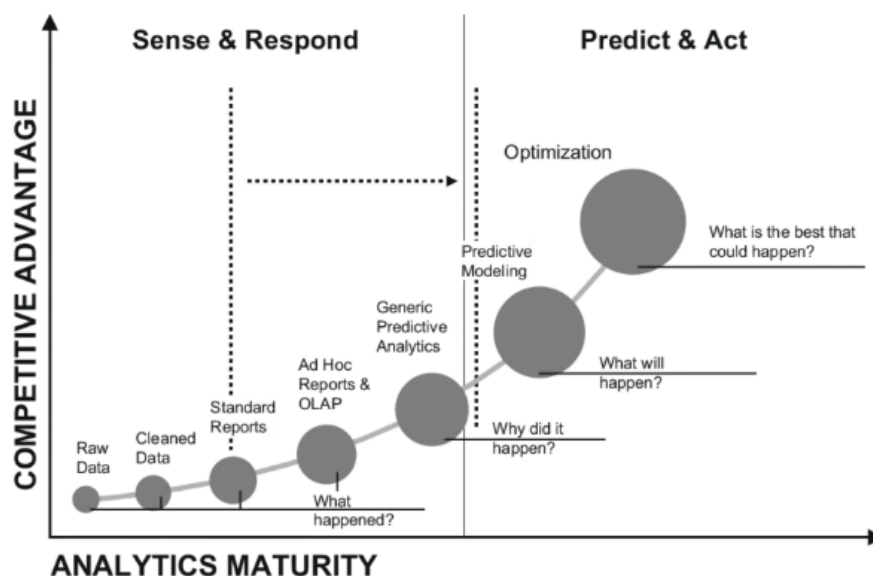 Sense & Respond
Predict & Act
COMPETITIVE ADVANTAGE
Optimization
What is the best that
could happen?
Predictive
Modeling
Generic
Predictive
Analytics
What will
happen?
Ad Hoc
Reports &
OLAP
Standard
Reports
Why did it
happen?
Cleaned
Data
Raw
Data
What
happened?
ANALYTICS MATURITY